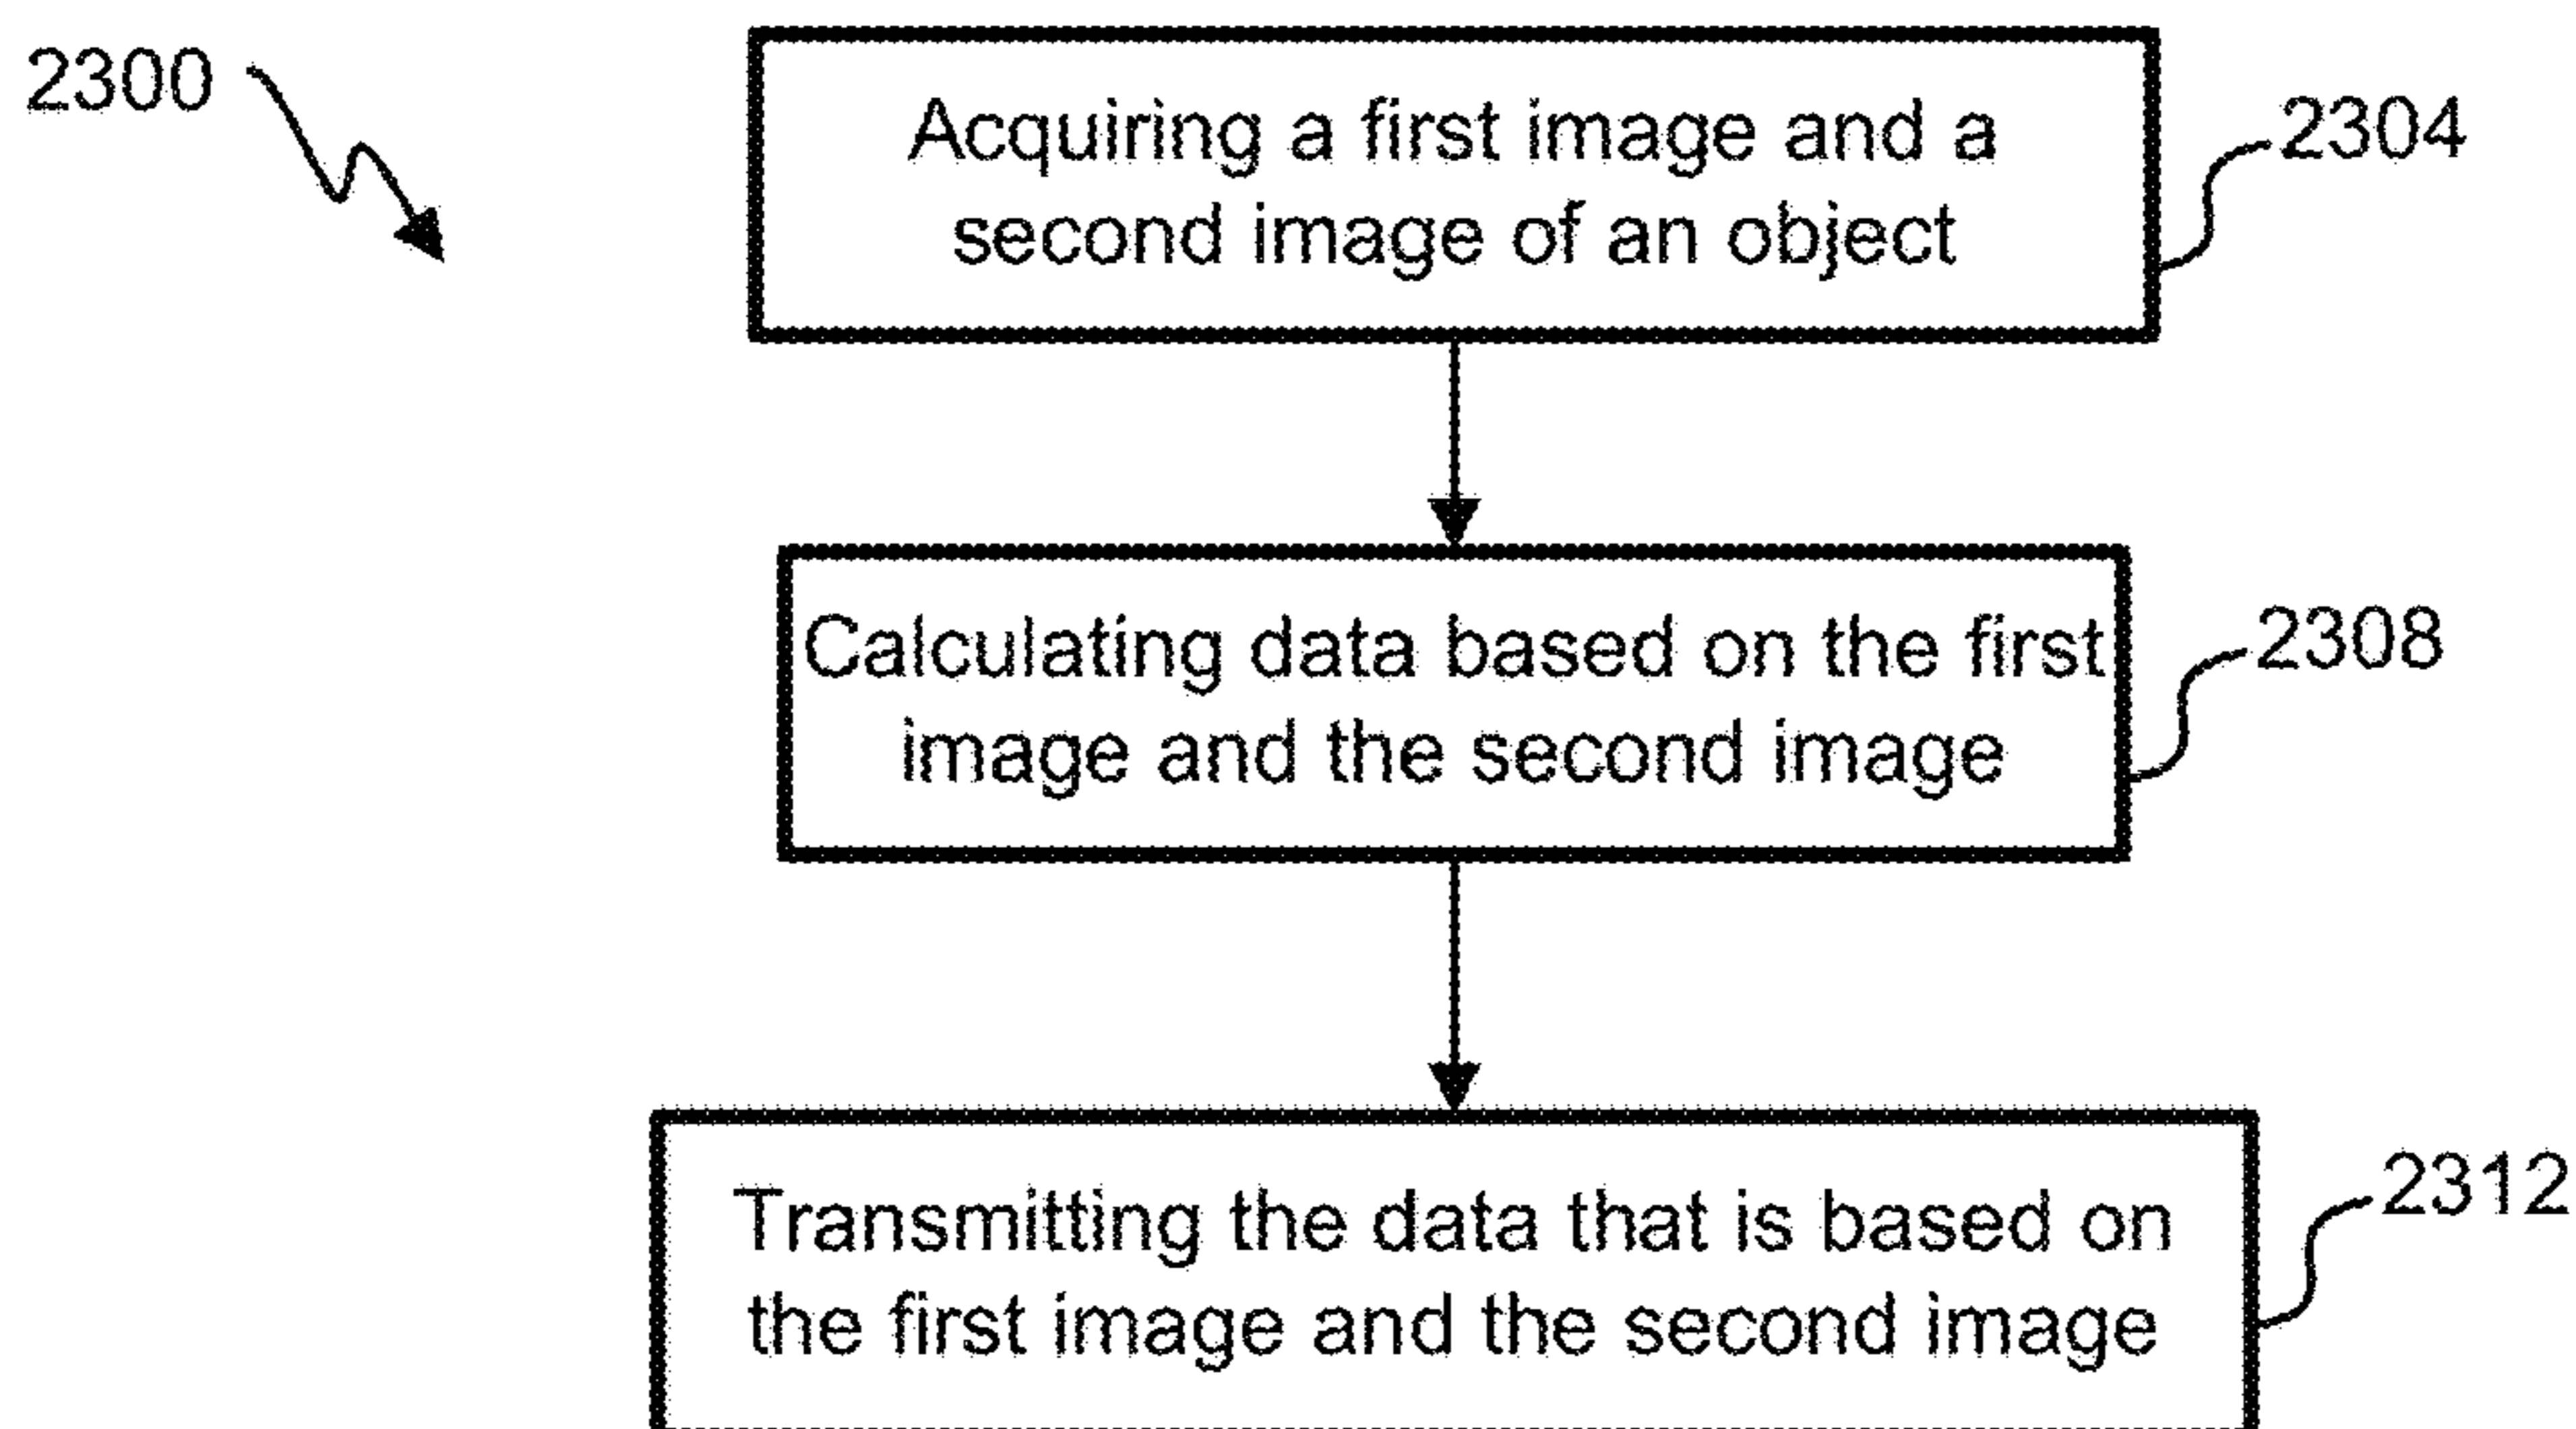 2300
Acquiring a first image and a
second image of an object
2304
Calculating data based on the first
image and the second image
2308
Transmitting the data that is based on
the first image and the second image
2312